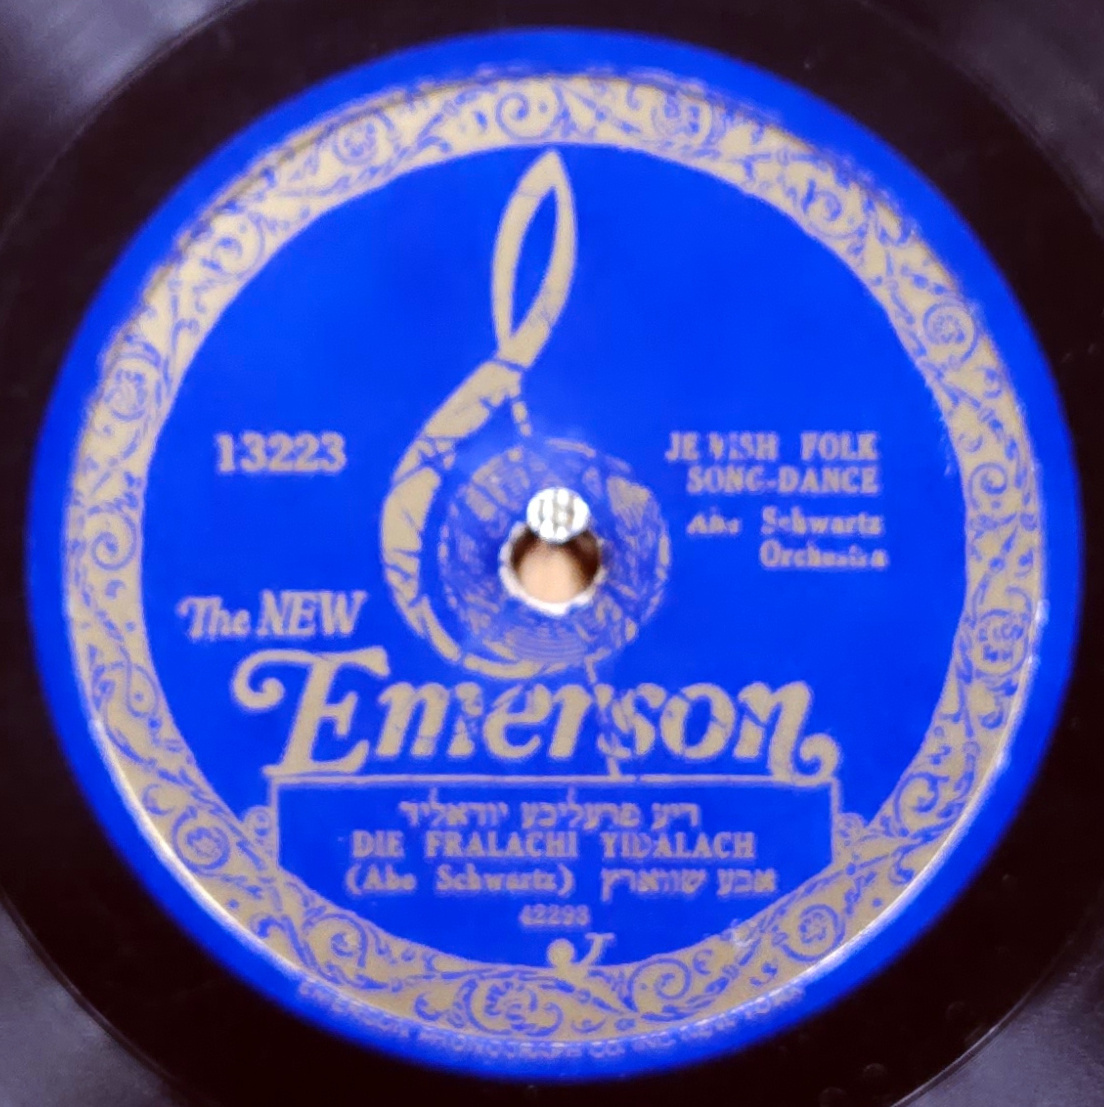 13223
JEWISH FOLK
SONG-DANCE
Abe Schwartz
Orchestra
The NEW
Emerson
דיע פרעליכע יודאליך
DIE FRALACHI YIDALACH
(Abe Schwartz) אבע שווארץ
42293
J
EMERSON PHONOGRAPH CO. INC NEW YORK